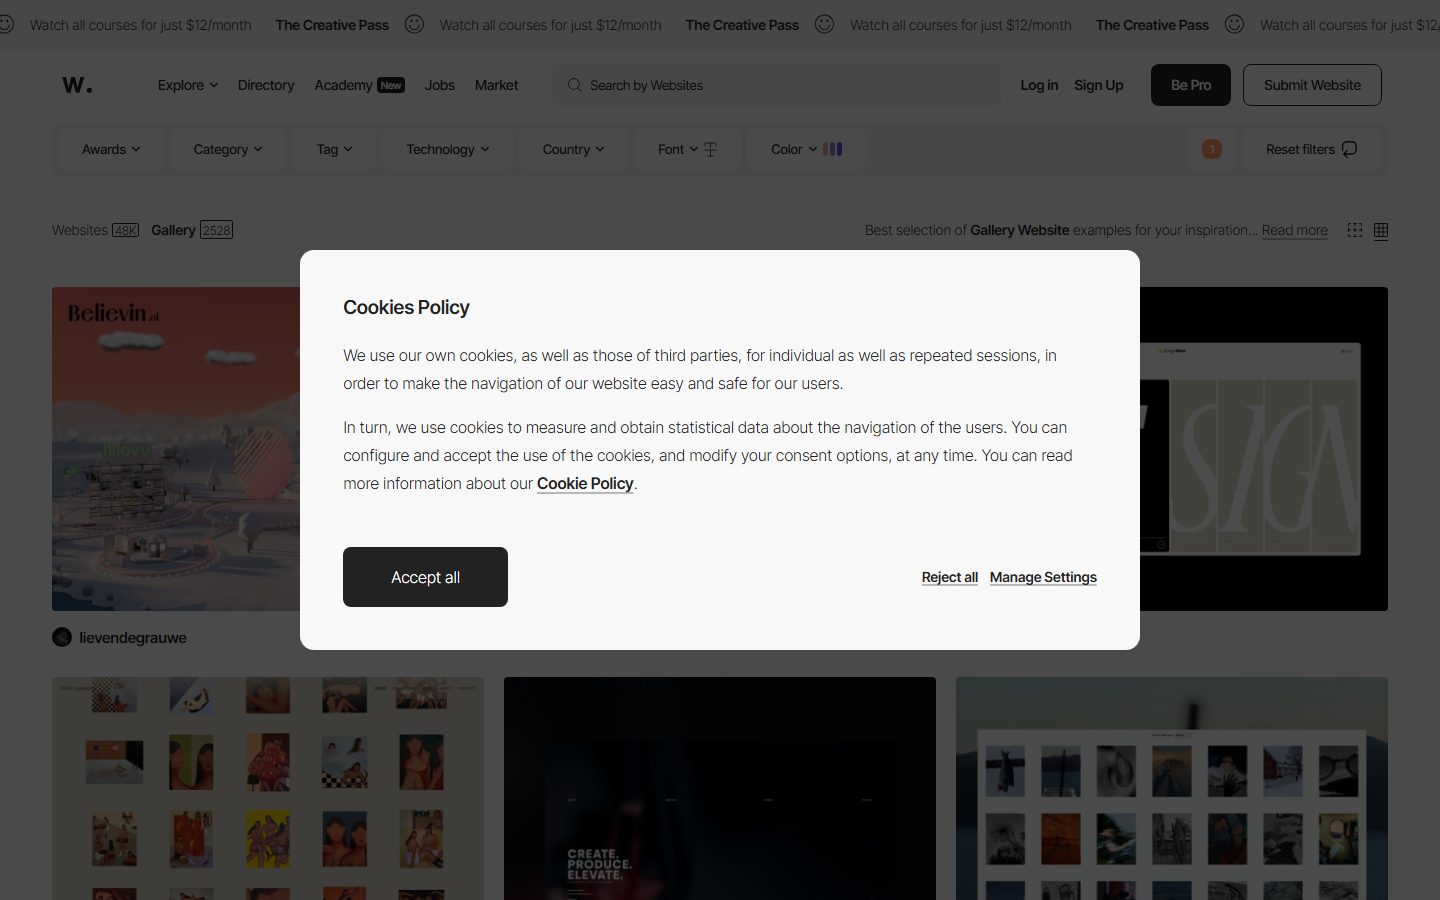 Watch all courses for just $12/month The Creative Pass Watch all courses for just $12/month The Creative Pass Watch all courses for just $12/month The Creative Pass Watch all courses for just $12/
W. Explore Directory Academy New Jobs Market Search by Websites Log in Sign Up Be Pro Submit Website
Awards Category Tag Technology Country Font Color 1 Reset filters
Websites 48K Gallery 2528 Best selection of Gallery Website examples for your inspiration... Read more
Believin.ai
Cookies Policy
We use our own cookies, as well as those of third parties, for individual as well as repeated sessions, in
order to make the navigation of our website easy and safe for our users.
In turn, we use cookies to measure and obtain statistical data about the navigation of the users. You can
configure and accept the use of the cookies, and modify your consent options, at any time. You can read
more information about our Cookie Policy.
Accept all Reject all Manage Settings
SIGN
lievendegrauwe
CREATE.
PRODUCE.
ELEVATE.